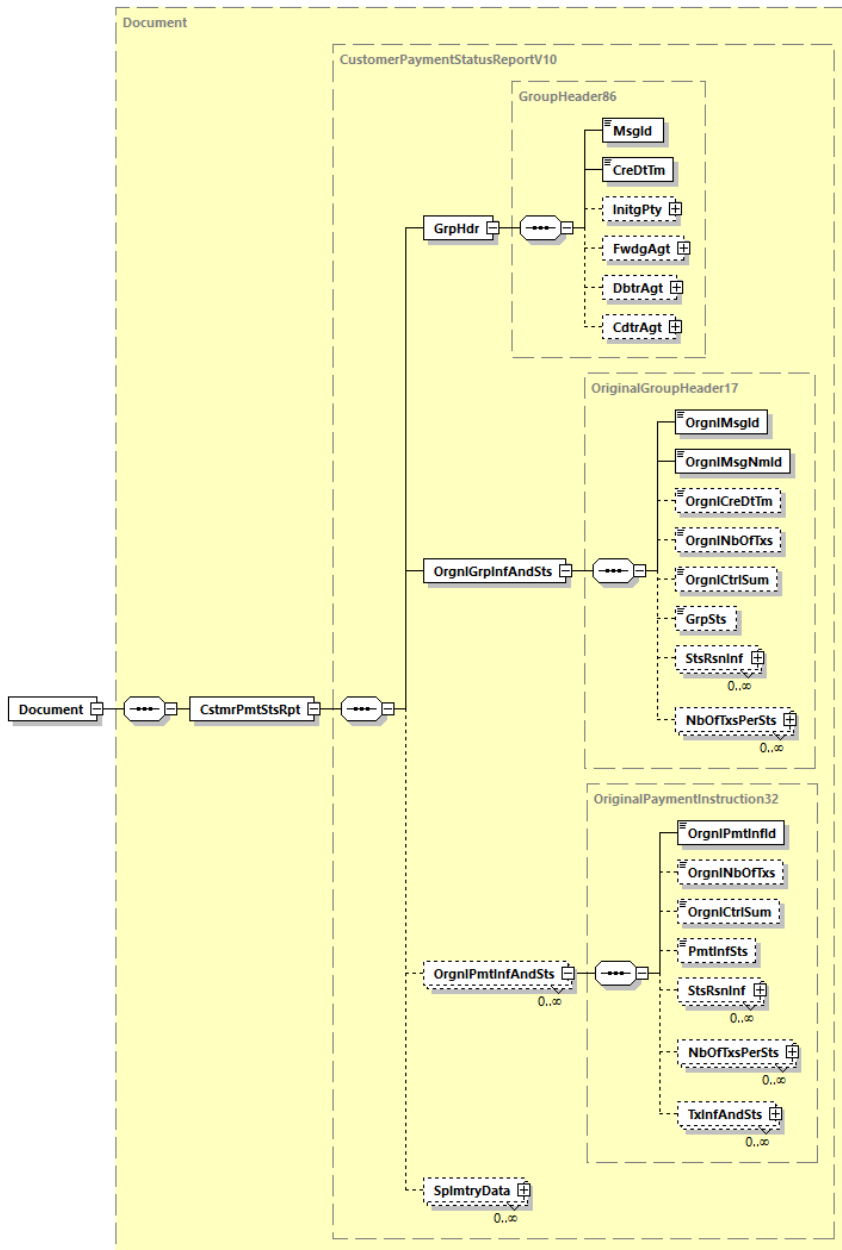 Document
CustomerPaymentStatusReportV10
GroupHeader86
MsgId
CreDtTm
GrpHdr
InitgPty
FwdgAgt
DbtrAgt
CdtrAgt
OriginalGroupHeader17
OrgnlMsgId
OrgnlMsgNmId
OrgnlCreDtTm
OrgnlNbOfTxs
OrgnlGrpInfAndSts
OrgnlCtrlSum
GrpSts
StsRsnInf
0..∞
Document
CstmrPmtStsRpt
NbOfTxsPerSts
0..∞
OriginalPaymentInstruction32
OrgnlPmtInfId
OrgnlNbOfTxs
OrgnlCtrlSum
PmtInfSts
OrgnlPmtInfAndSts
0..∞
StsRsnInf
0..∞
NbOfTxsPerSts
0..∞
TxInfAndSts
0..∞
SplmtryData
0..∞